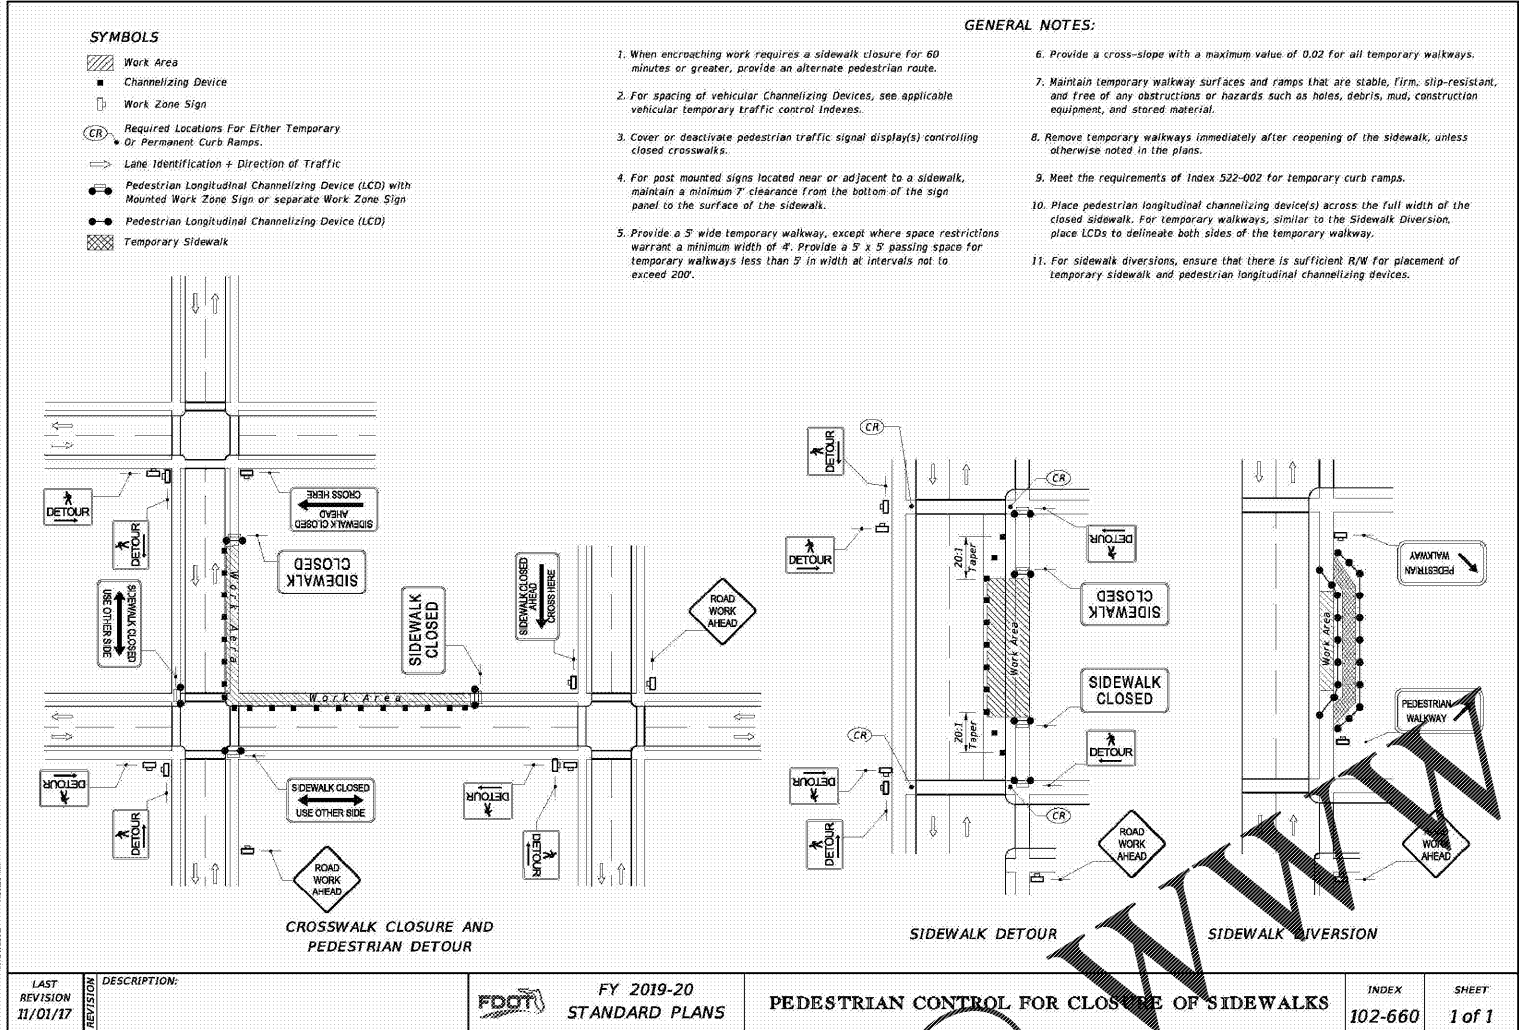 SYMBOLS
Work Area
Channelizing Device
Work Zone Sign
CR
Required Locations For Either Temporary
Or Permanent Curb Ramps.
Lane Identification + Direction of Traffic
Pedestrian Longitudinal Channelizing Device (LCD) with
Mounted Work Zone Sign or separate Work Zone Sign
Pedestrian Longitudinal Channelizing Device (LCD)
Temporary Sidewalk
GENERAL NOTES:
1. When encroaching work requires a sidewalk closure for 60
minutes or greater, provide an alternate pedestrian route.
2. For spacing of vehicular Channelizing Devices, see applicable
vehicular temporary traffic control Indexes.
3. Cover or deactivate pedestrian traffic signal display(s) controlling
closed crosswalks.
4. For post mounted signs located near or adjacent to a sidewalk,
maintain a minimum 7' clearance from the bottom of the sign
panel to the surface of the sidewalk.
5. Provide a 5' wide temporary walkway, except where space restrictions
warrant a minimum width of 4'. Provide a 5' x 5' passing space for
temporary walkways less than 5' in width at intervals not to
exceed 200'.
6. Provide a cross-slope with a maximum value of 0.02 for all temporary walkways.
7. Maintain temporary walkway surfaces and ramps that are stable, firm, slip-resistant,
and free of any obstructions or hazards such as holes, debris, mud, construction
equipment, and stored material.
8. Remove temporary walkways immediately after reopening of the sidewalk, unless
otherwise noted in the plans.
9. Meet the requirements of Index 522-002 for temporary curb ramps.
10. Place pedestrian longitudinal channelizing device(s) across the full width of the
closed sidewalk. For temporary walkways, similar to the Sidewalk Diversion,
place LCDs to delineate both sides of the temporary walkway.
11. For sidewalk diversions, ensure that there is sufficient R/W for placement of
temporary sidewalk and pedestrian longitudinal channelizing devices.
DETOUR
DETOUR
SIDEWALK CLOSED
AHEAD
CROSS HERE
SIDEWALK
CLOSED
SIDEWALK CLOSED
USE OTHER SIDE
Work Area
Work Area
SIDEWALK
CLOSED
SIDEWALK CLOSED
AHEAD
CROSS HERE
ROAD
WORK
AHEAD
DETOUR
DETOUR
SIDEWALK CLOSED
USE OTHER SIDE
DETOUR
DETOUR
ROAD
WORK
AHEAD
CROSSWALK CLOSURE AND
PEDESTRIAN DETOUR
CR
DETOUR
DETOUR
CR
DETOUR
20:1
Taper
SIDEWALK
CLOSED
Work Area
SIDEWALK
CLOSED
20:1
Taper
CR
DETOUR
DETOUR
DETOUR
CR
ROAD
WORK
AHEAD
SIDEWALK DETOUR
PEDESTRIAN
WALKWAY
Work Area
PEDESTRIAN
WALKWAY
WORK
AHEAD
SIDEWALK DIVERSION
WWWW
LAST
REVISION
11/01/17
REVISION
DESCRIPTION:
FDOT
FY 2019-20
STANDARD PLANS
PEDESTRIAN CONTROL FOR CLOSURE OF SIDEWALKS
INDEX
102-660
SHEET
1 of 1